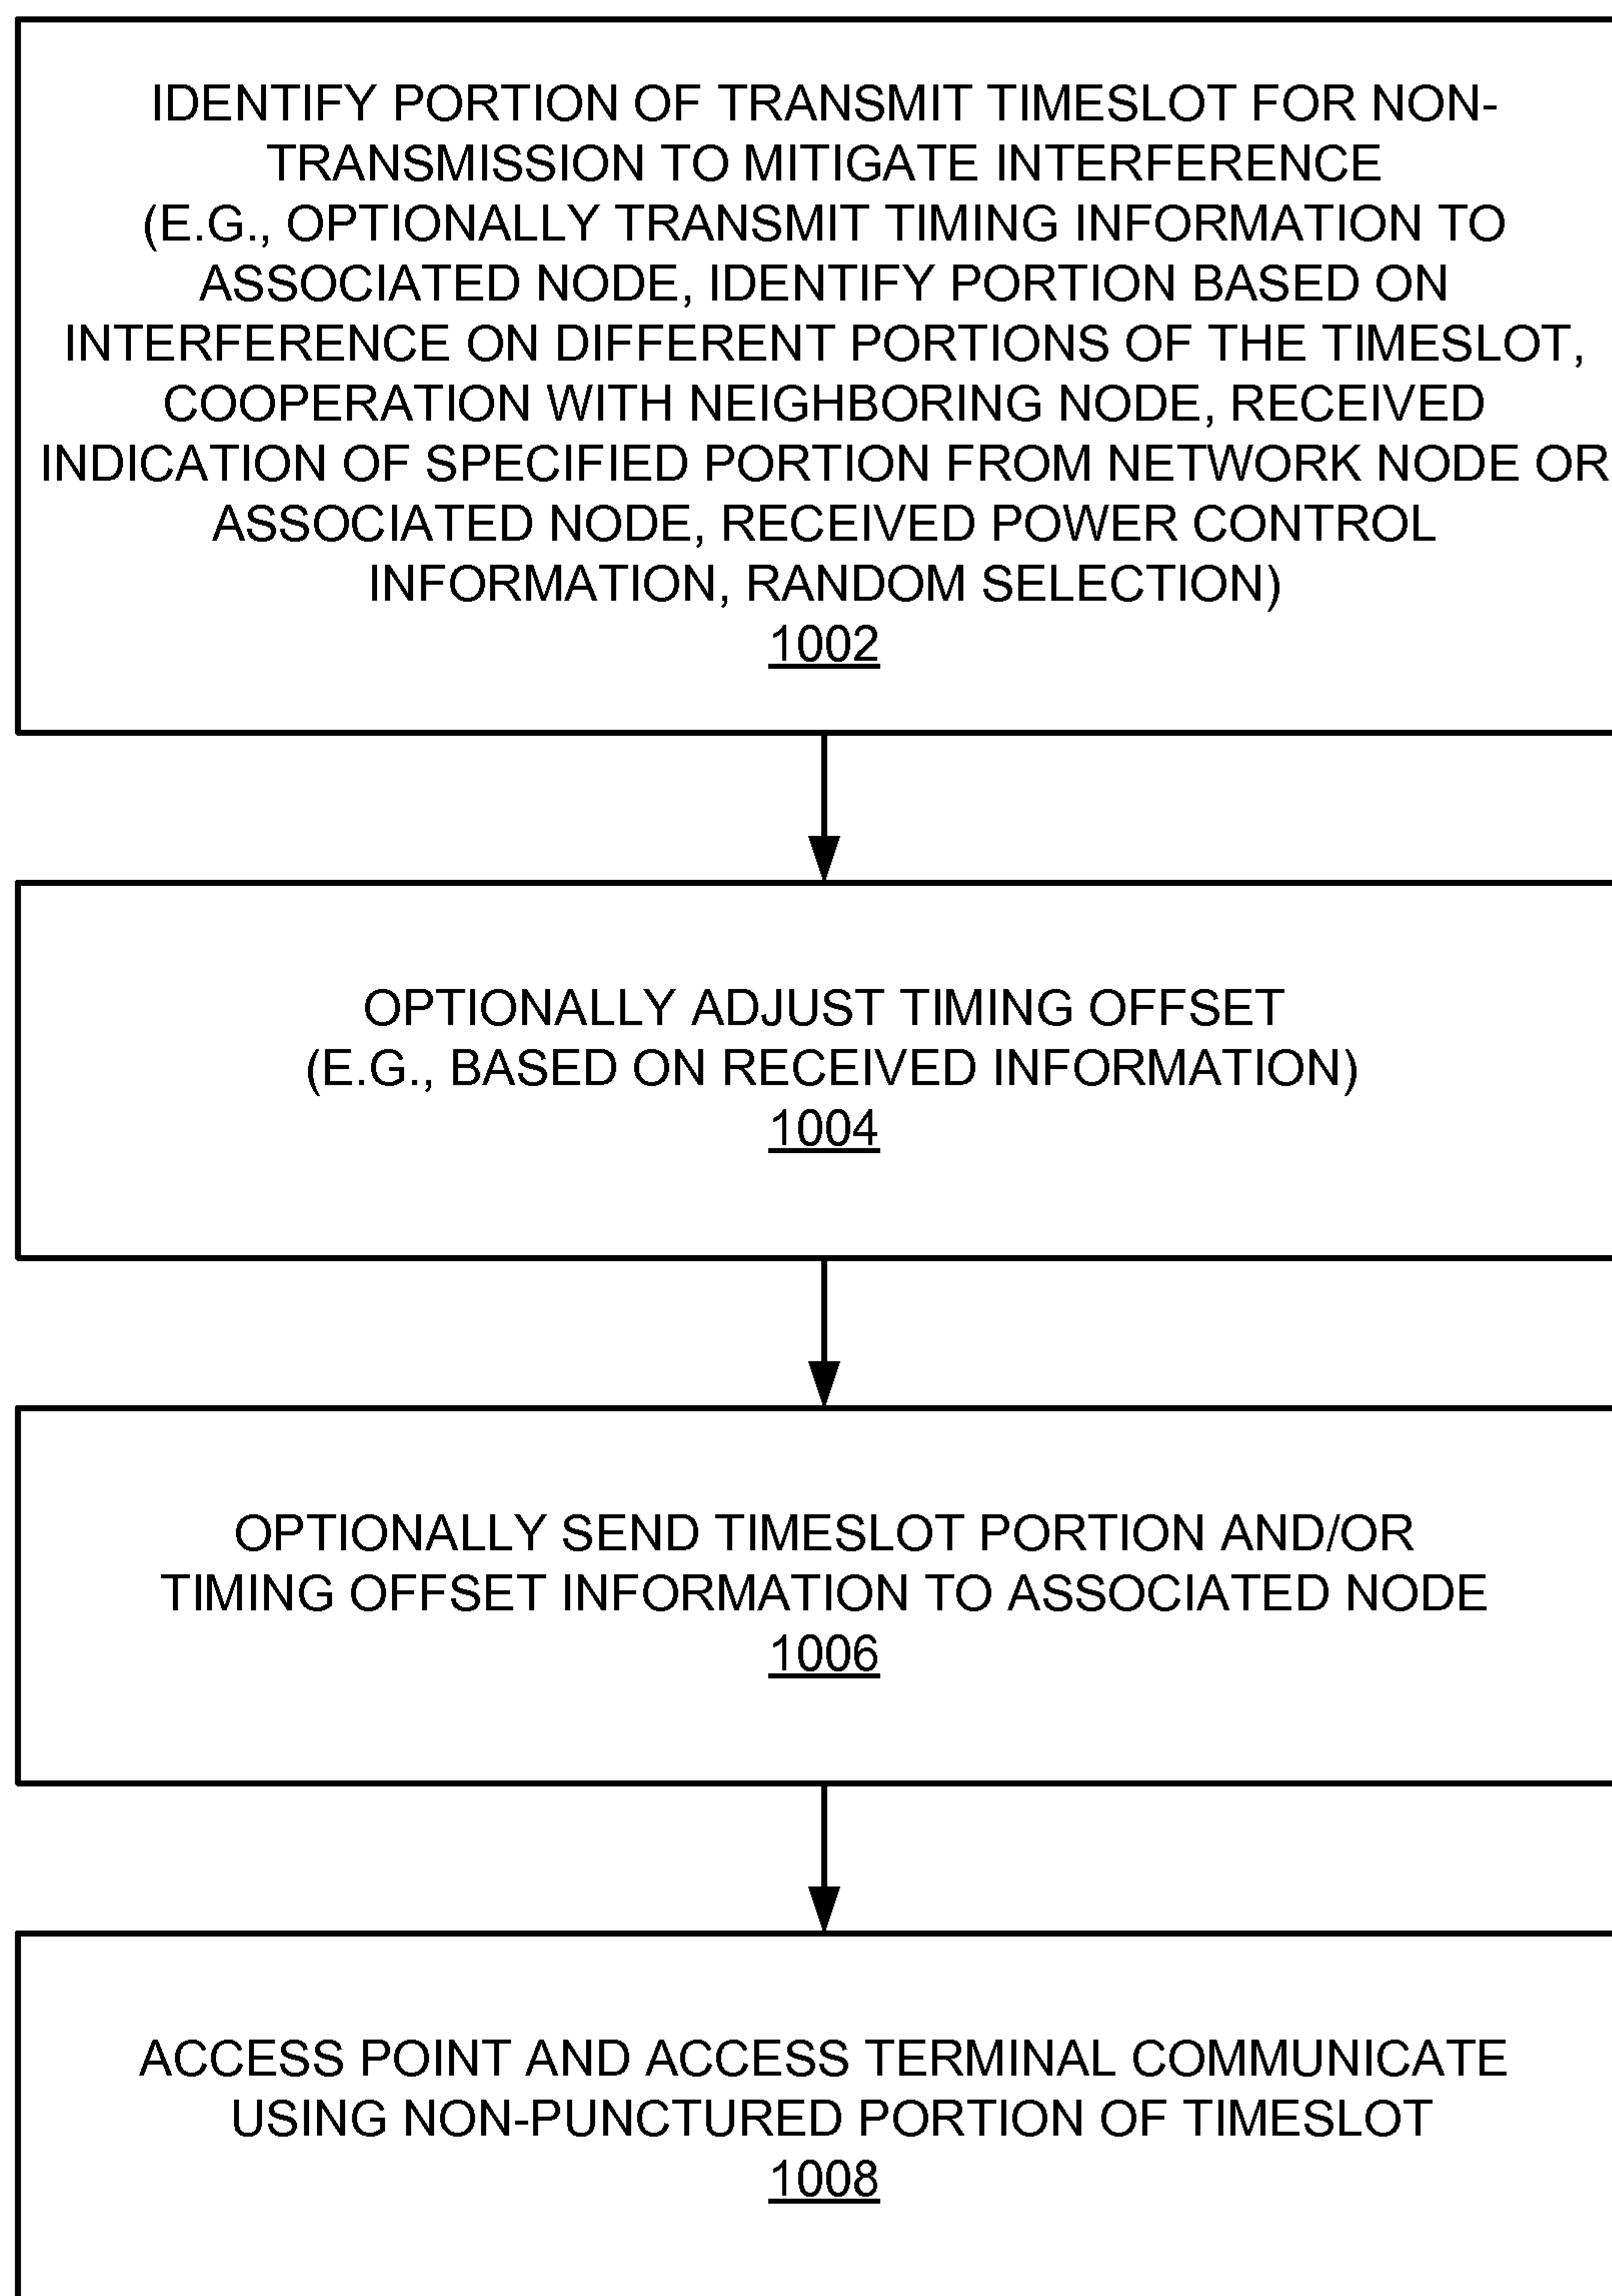 IDENTIFY PORTION OF TRANSMIT TIMESLOT FOR NON-
TRANSMISSION TO MITIGATE INTERFERENCE
(E.G., OPTIONALLY TRANSMIT TIMING INFORMATION TO
ASSOCIATED NODE, IDENTIFY PORTION BASED ON
INTERFERENCE ON DIFFERENT PORTIONS OF THE TIMESLOT,
COOPERATION WITH NEIGHBORING NODE, RECEIVED
INDICATION OF SPECIFIED PORTION FROM NETWORK NODE OR
ASSOCIATED NODE, RECEIVED POWER CONTROL
INFORMATION, RANDOM SELECTION)
1002
OPTIONALLY ADJUST TIMING OFFSET
(E.G., BASED ON RECEIVED INFORMATION)
1004
OPTIONALLY SEND TIMESLOT PORTION AND/OR
TIMING OFFSET INFORMATION TO ASSOCIATED NODE
1006
ACCESS POINT AND ACCESS TERMINAL COMMUNICATE
USING NON-PUNCTURED PORTION OF TIMESLOT
1008